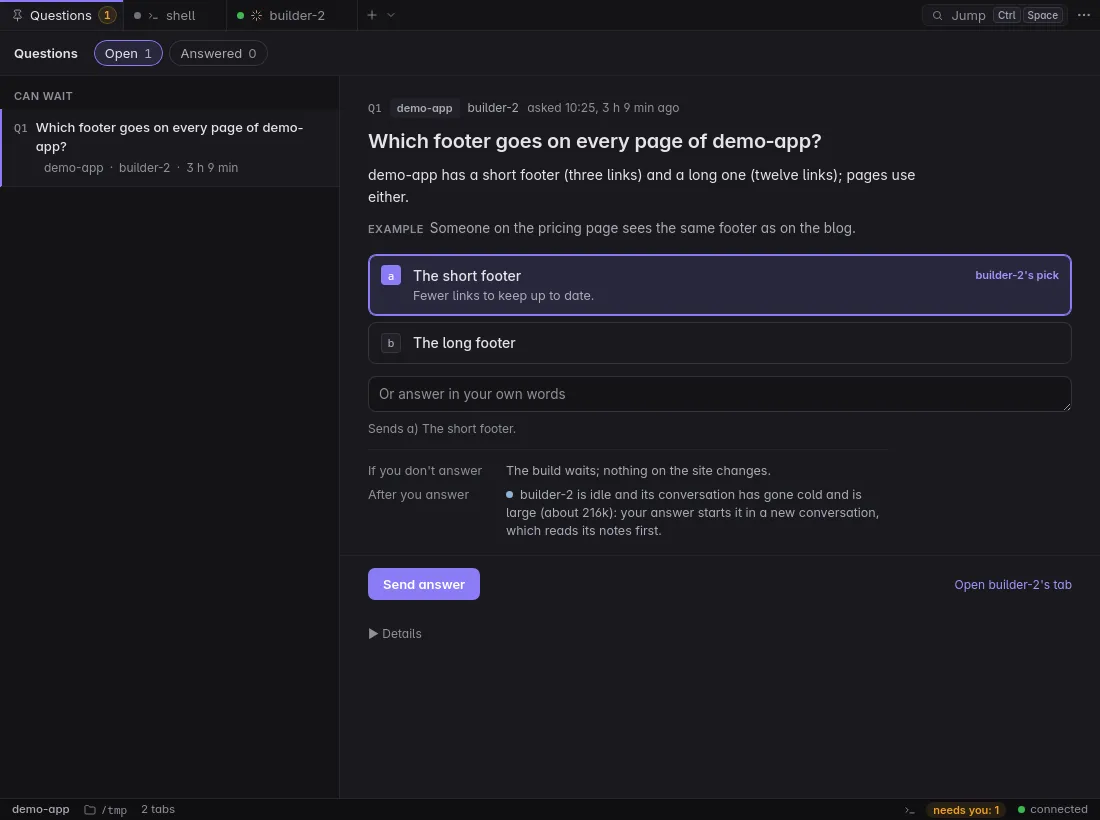 Questions 1 shell builder-2 Jump Ctrl Space
Questions Open 1 Answered 0
CAN WAIT
Q1 Which footer goes on every page of demo-
app?
demo-app · builder-2 · 3 h 9 min
Q1 demo-app builder-2 asked 10:25, 3 h 9 min ago
Which footer goes on every page of demo-app?
demo-app has a short footer (three links) and a long one (twelve links); pages use
either.
EXAMPLE Someone on the pricing page sees the same footer as on the blog.
a The short footer builder-2's pick
Fewer links to keep up to date.
b The long footer
Or answer in your own words
Sends a) The short footer.
If you don't answer The build waits; nothing on the site changes.
After you answer builder-2 is idle and its conversation has gone cold and is
large (about 216k): your answer starts it in a new conversation,
which reads its notes first.
Send answer Open builder-2's tab
Details
demo-app /tmp 2 tabs needs you: 1 connected